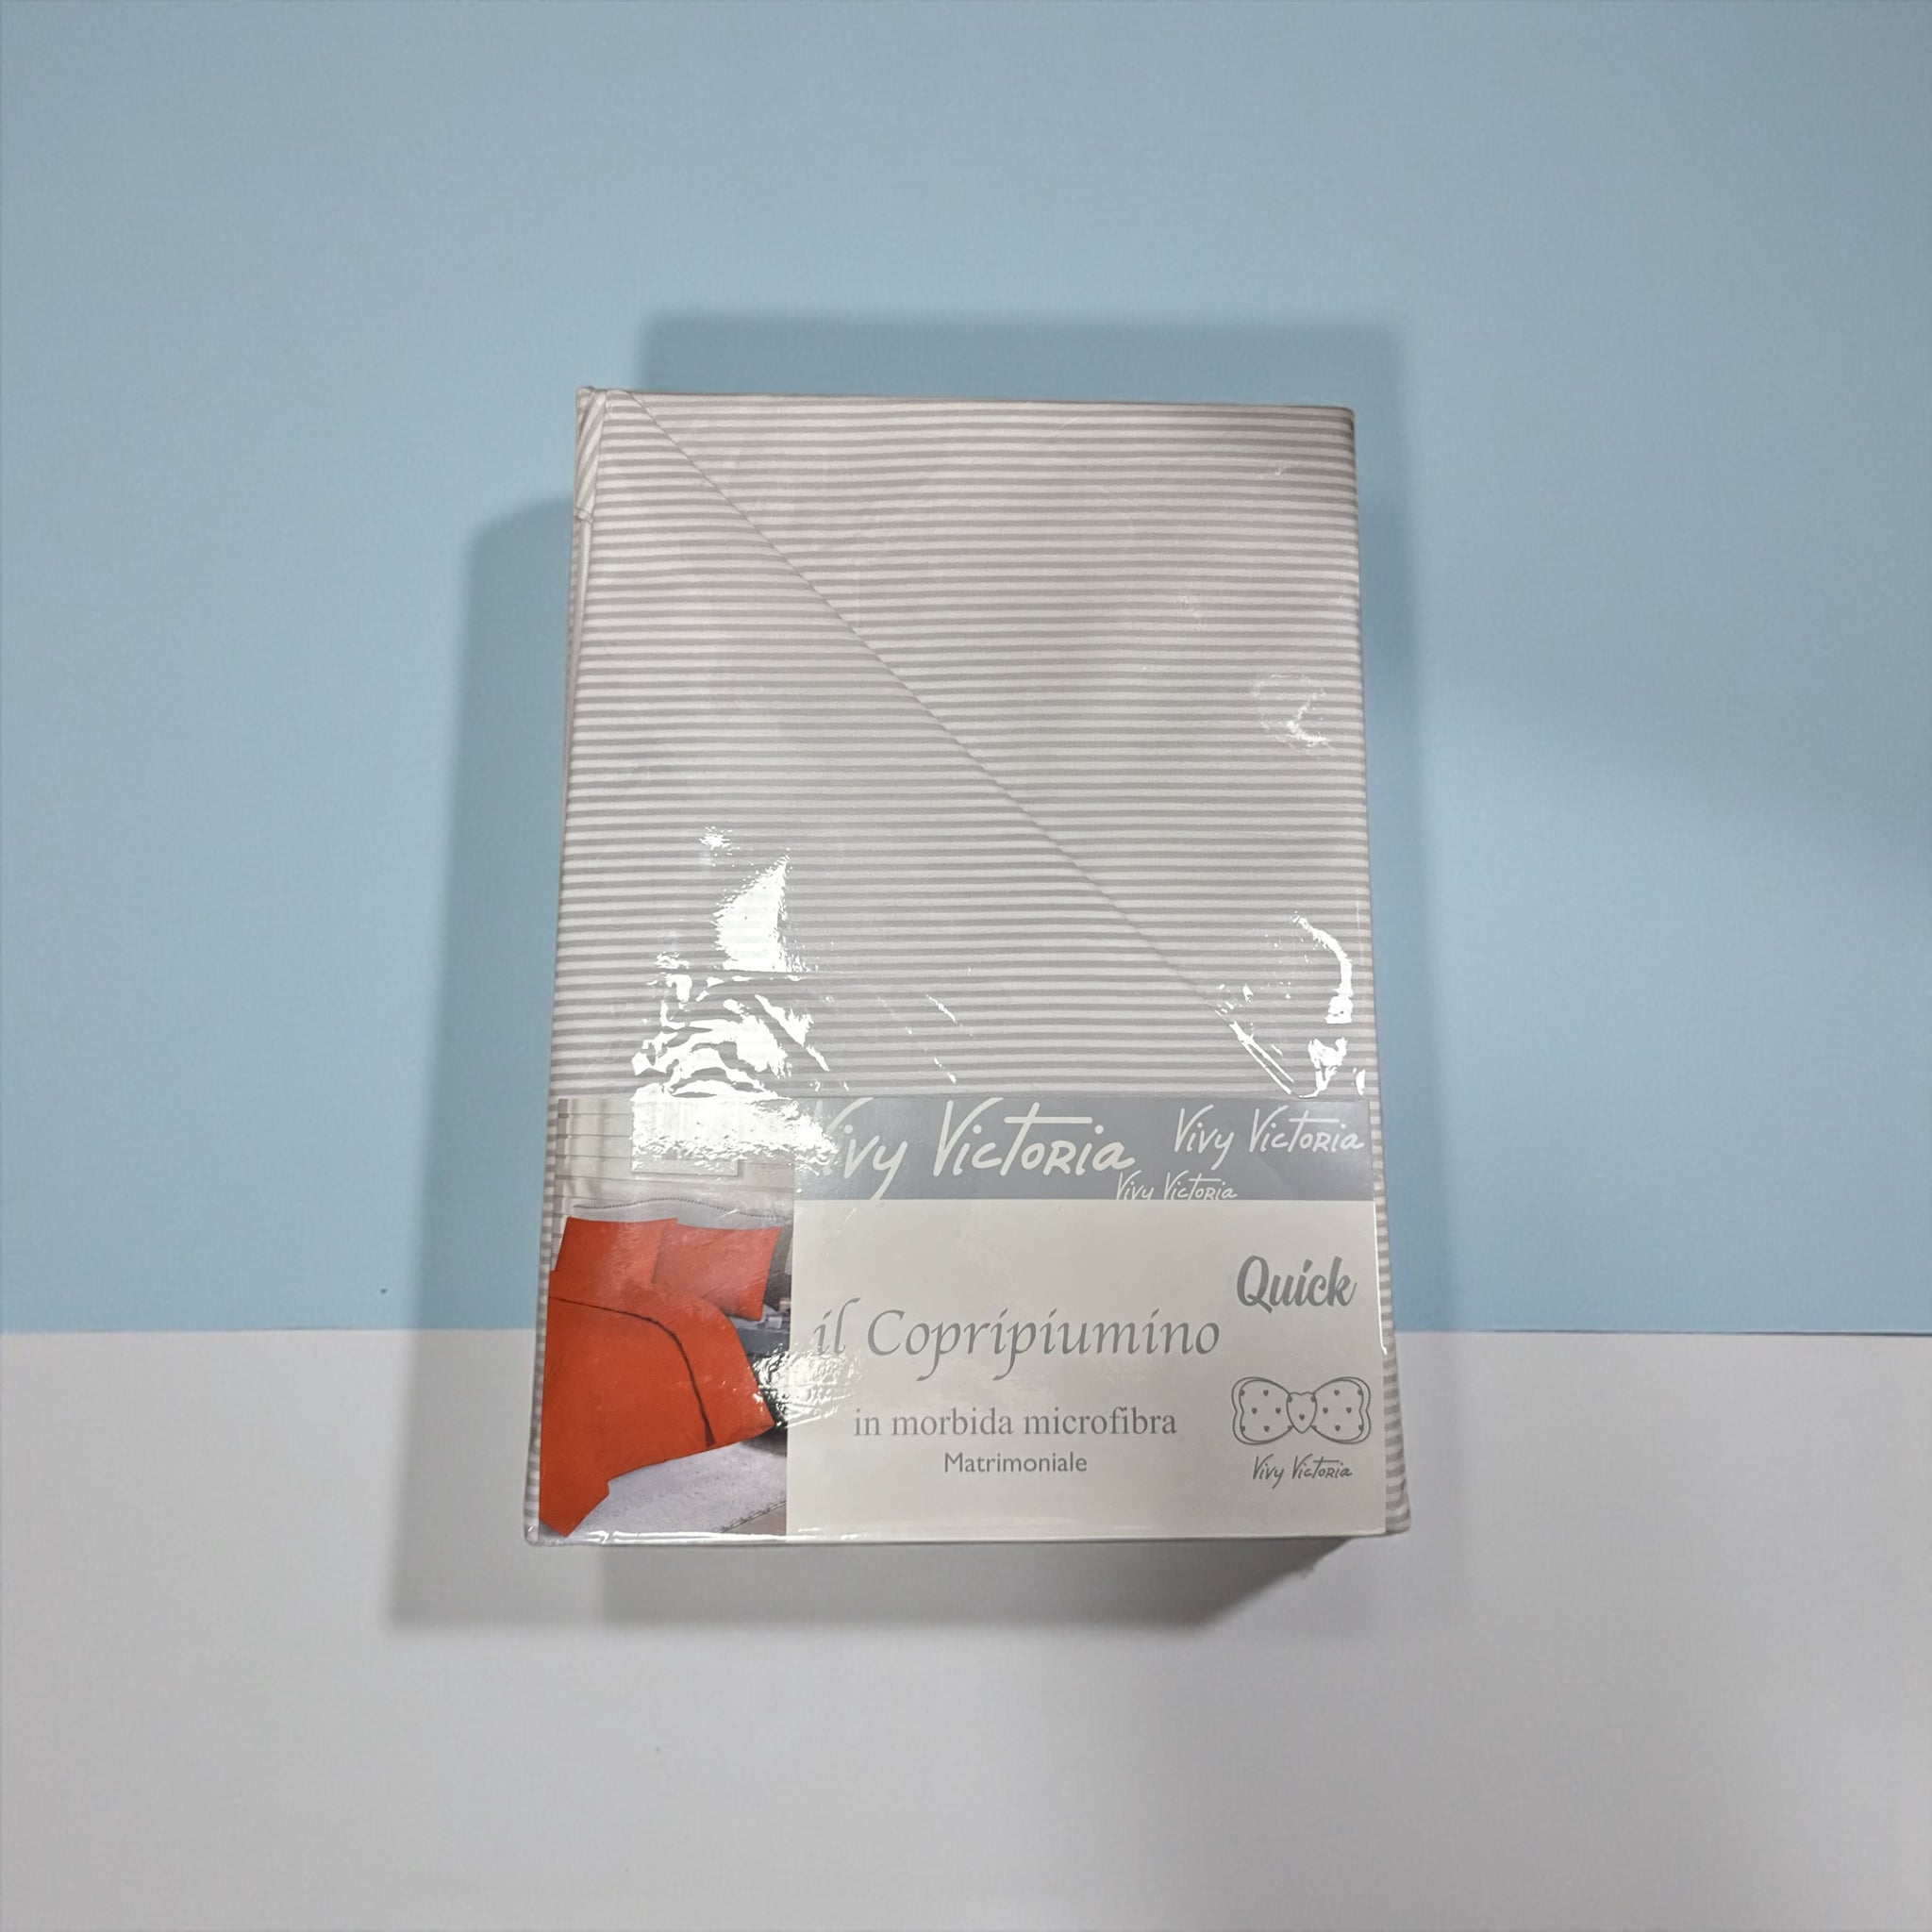 Vivy Victoria
Vivy Victoria
Vivy Victoria
Quick
il Copripiumino
in morbida microfibra
Matrimoniale
Vivy Victoria